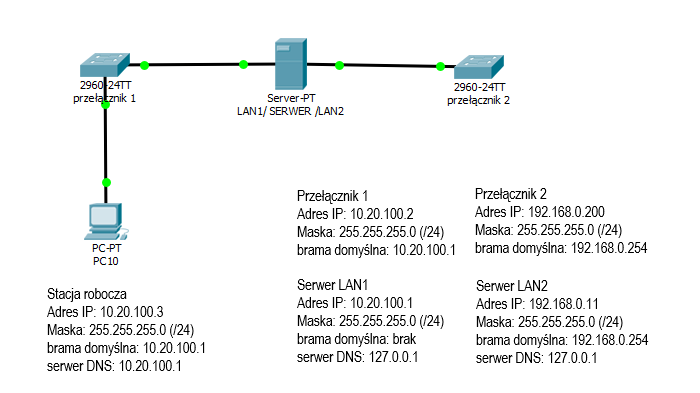 2960-24TT
przełącznik 1
Server-PT
LAN1/ SERWER /LAN2
2960-24TT
przełącznik 2
PC-PT
PC10
Stacja robocza
Adres IP: 10.20.100.3
Maska: 255.255.255.0 (/24)
brama domyślna: 10.20.100.1
serwer DNS: 10.20.100.1
Przełącznik 1
Adres IP: 10.20.100.2
Maska: 255.255.255.0 (/24)
brama domyślna: 10.20.100.1
Serwer LAN1
Adres IP: 10.20.100.1
Maska: 255.255.255.0 (/24)
brama domyślna: brak
serwer DNS: 127.0.0.1
Przełącznik 2
Adres IP: 192.168.0.200
Maska: 255.255.255.0 (/24)
brama domyślna: 192.168.0.254
Serwer LAN2
Adres IP: 192.168.0.11
Maska: 255.255.255.0 (/24)
brama domyślna: 192.168.0.254
serwer DNS: 127.0.0.1